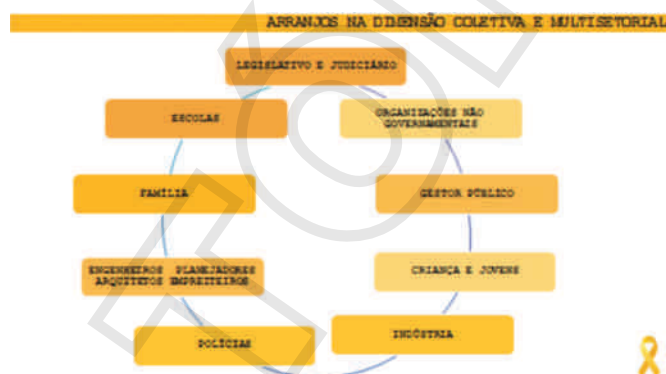 ARRANJOS NA DIMENSÃO COLETIVA E MULTISETORIAL
LEGISLATIVO E JUDICIÁRIO
ESCOLAS
ORGANIZAÇÕES NÃO
GOVERNAMENTAIS
FAMÍLIA
GESTOR PÚBLICO
ENGENHEIROS PLANEJADORES
ARQUITETOS EMPREITEIROS
CRIANÇA E JOVENS
POLÍCIAS
INDÚSTRIA